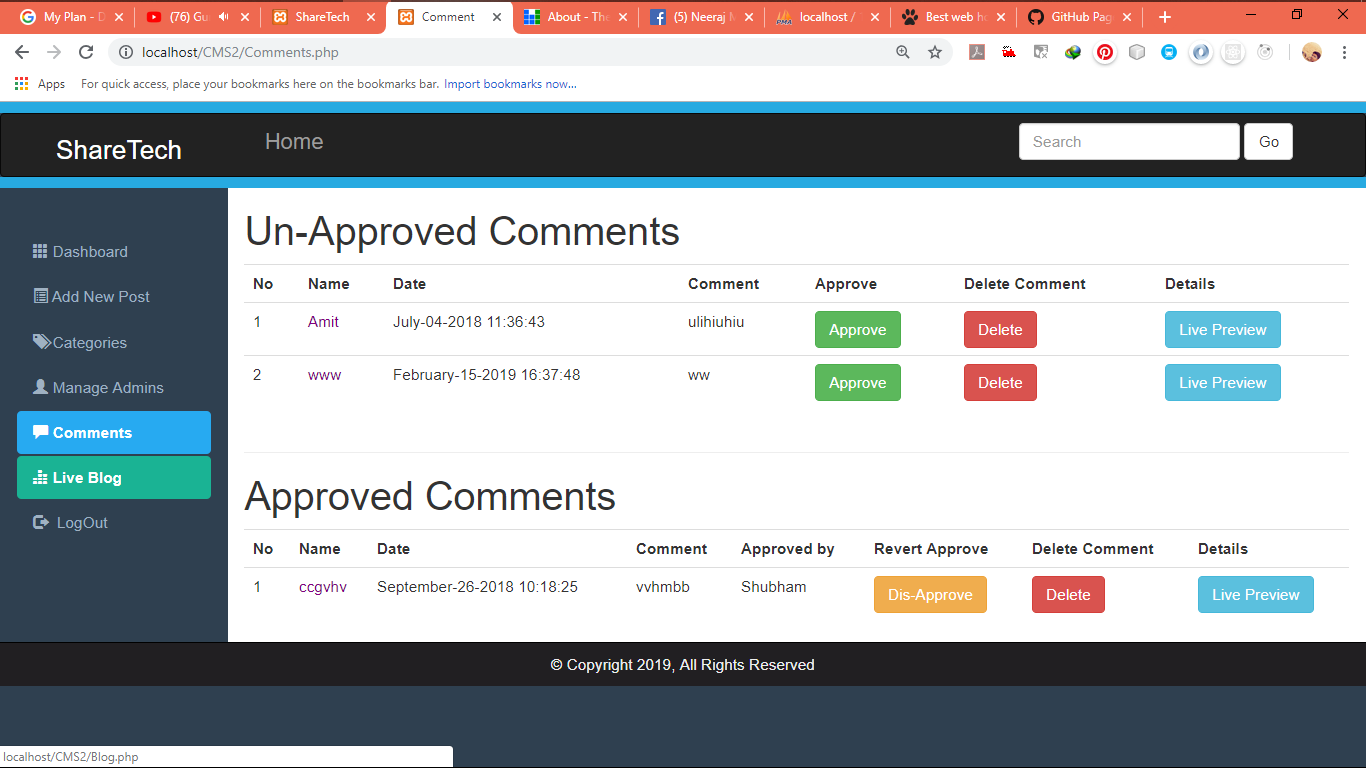 My Plan - D
(76) Gu
ShareTech
Comment
About - The
(5) Neeraj M
localhost /
Best web ho
GitHub Pag
localhost/CMS2/Comments.php
Apps For quick access, place your bookmarks here on the bookmarks bar. Import bookmarks now...
ShareTech
Home
Search
Go
Dashboard
Add New Post
Categories
Manage Admins
Comments
Live Blog
LogOut
Un-Approved Comments
No Name Date Comment Approve Delete Comment Details
1 Amit July-04-2018 11:36:43 ulihiuhiu Approve Delete Live Preview
2 www February-15-2019 16:37:48 ww Approve Delete Live Preview
Approved Comments
No Name Date Comment Approved by Revert Approve Delete Comment Details
1 ccgvhv September-26-2018 10:18:25 vvhmbb Shubham Dis-Approve Delete Live Preview
© Copyright 2019, All Rights Reserved
localhost/CMS2/Blog.php